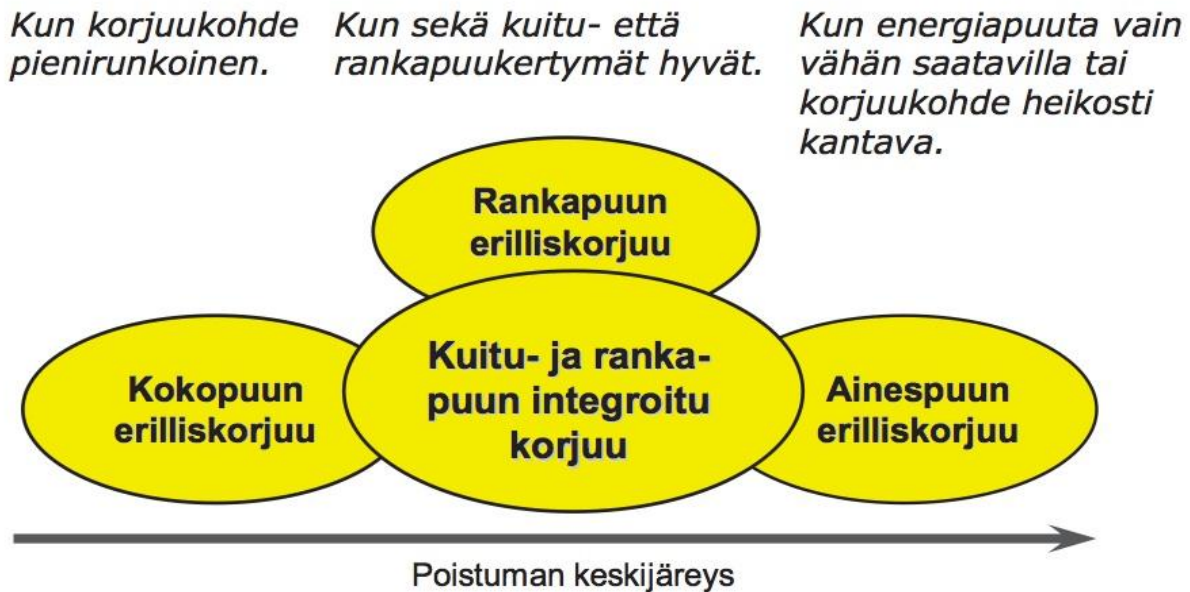 Kun korjuukohde
pienirunkoinen.
Kun sekä kuitu- että
rankapuukertymät hyvät.
Kun energiapuuta vain
vähän saatavilla tai
korjuukohde heikosti
kantava.
Rankapuun
erilliskorjuu
Kokopuun
erilliskorjuu
Kuitu- ja ranka-
puun integroitu
korjuu
Ainespuun
erilliskorjuu
Poistuman keskijäreys